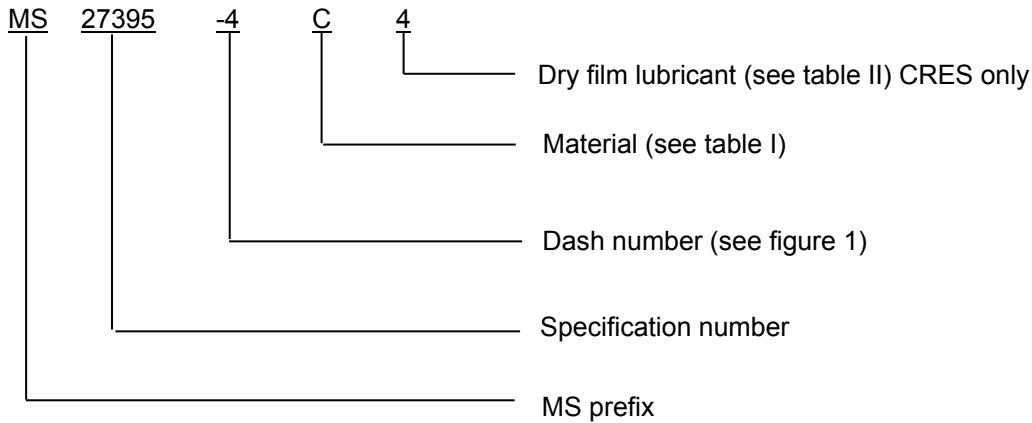 MS 27395 -4 C 4
Dry film lubricant (see table II) CRES only
Material (see table I)
Dash number (see figure 1)
Specification number
MS prefix